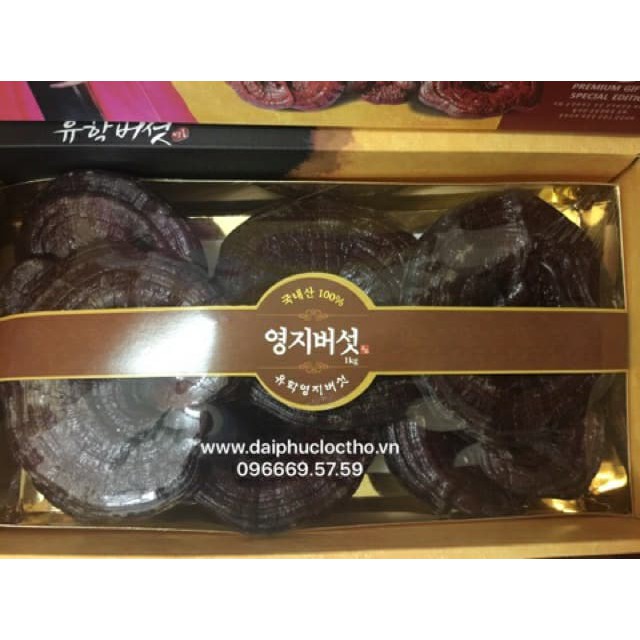 PREMIUM GIF
SPECIAL EDITIO
유학버섯
국내산 100%
영지버섯
1kg
유학영지버섯
www.daiphucloctho.vn
096669.57.59